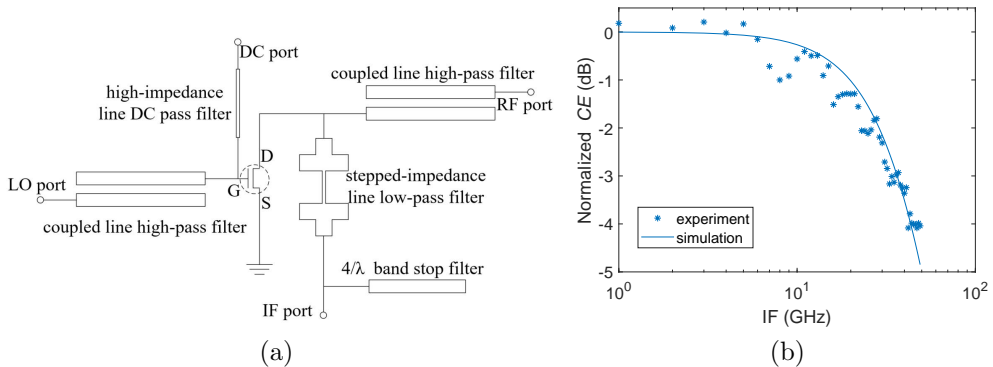 DC port
high-impedance
line DC pass filter
coupled line high-pass filter
RF port
D
G
S
LO port
coupled line high-pass filter
stepped-impedance
line low-pass filter
4/λ band stop filter
IF port
(a)
Normalized CE (dB)
0
-1
-2
-3
-4
-5
experiment
simulation
10^0
10^1
10^2
IF (GHz)
(b)